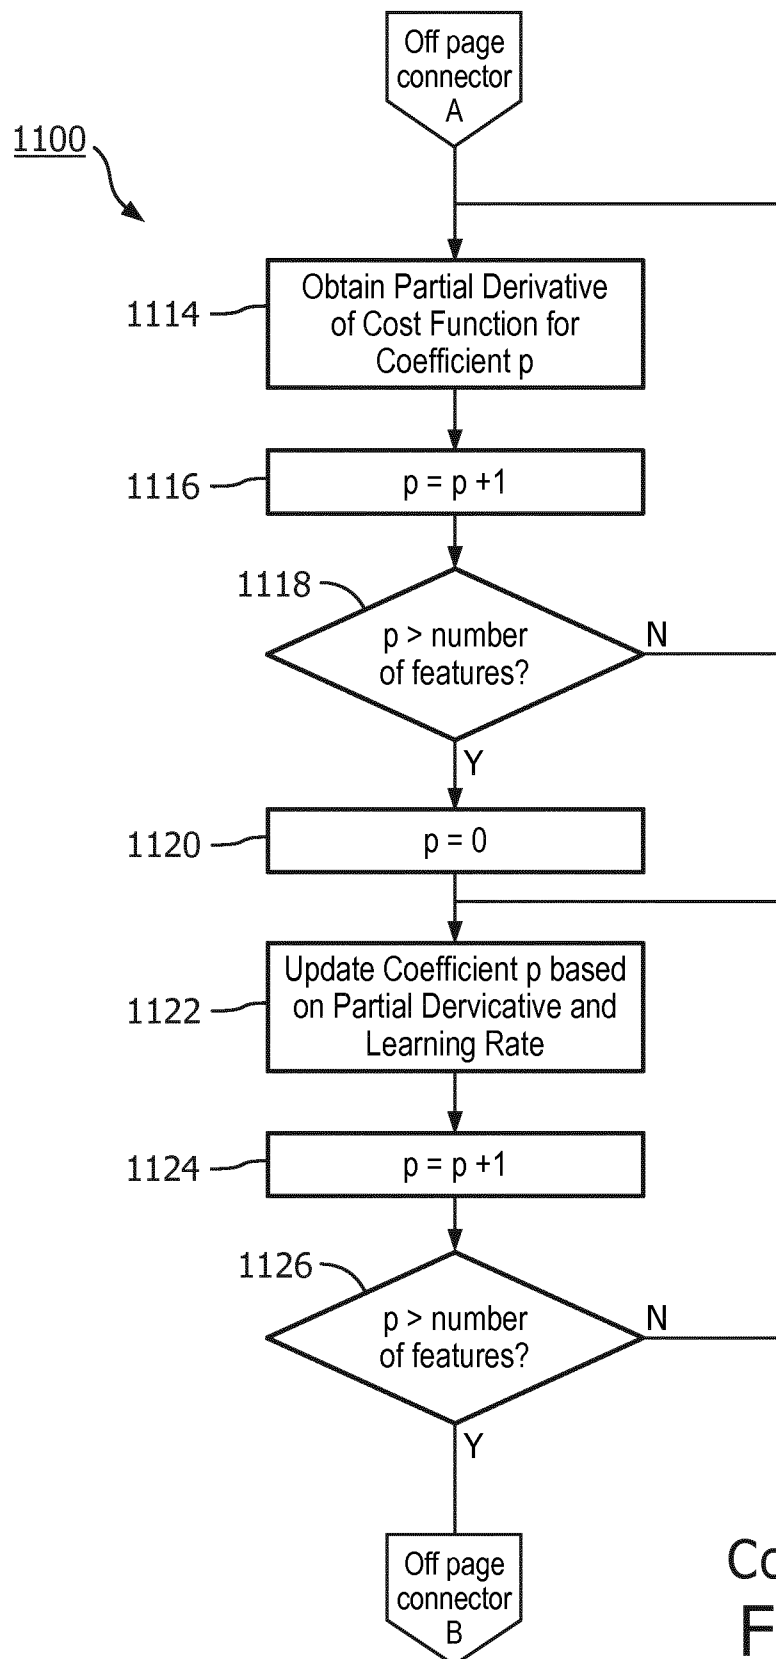 Off page
connector
A
1100
Obtain Partial Derivative
of Cost Function for
Coefficient p
1114
p = p +1
1116
1118
p > number
of features?
N
Y
p = 0
1120
Update Coefficient p based
on Partial Dervicative and
Learning Rate
1122
p = p +1
1124
1126
p > number
of features?
N
Y
Off page
connector
B